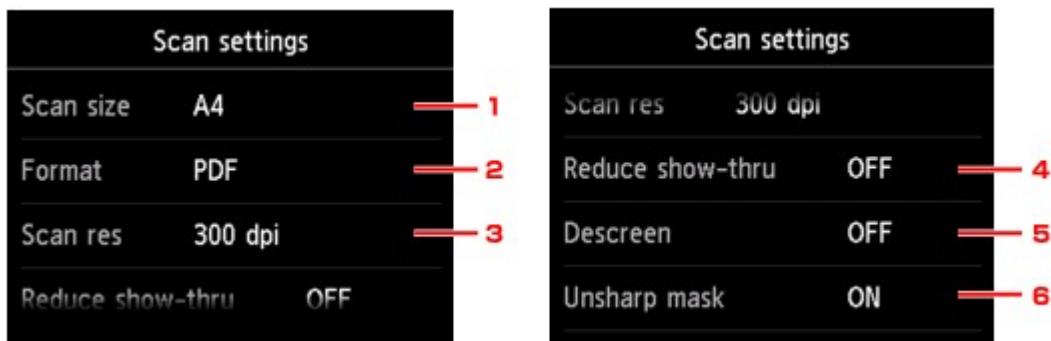 Scan settings
Scan size A4 1
Format PDF 2
Scan res 300 dpi 3
Reduce show-thru OFF
Scan settings
Scan res 300 dpi
Reduce show-thru OFF 4
Descreen OFF 5
Unsharp mask ON 6